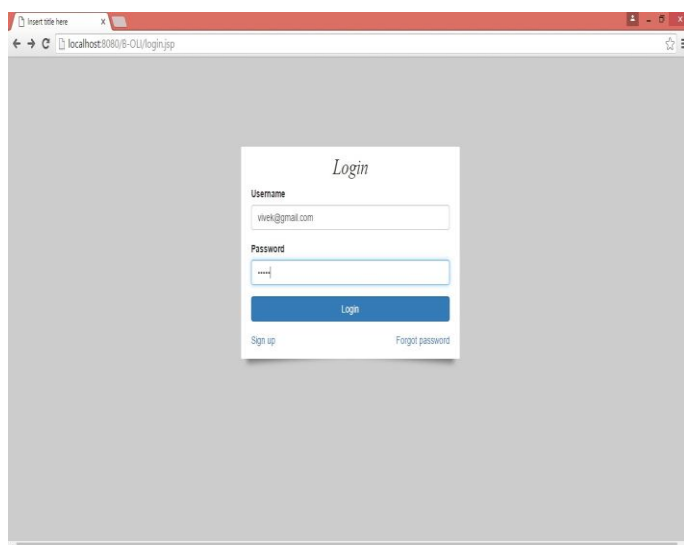 Insert title here
localhost:8080/B-OLI/login.jsp
Login
Username
vivek@gmail.com
Password
•••••
Login
Sign up Forgot password